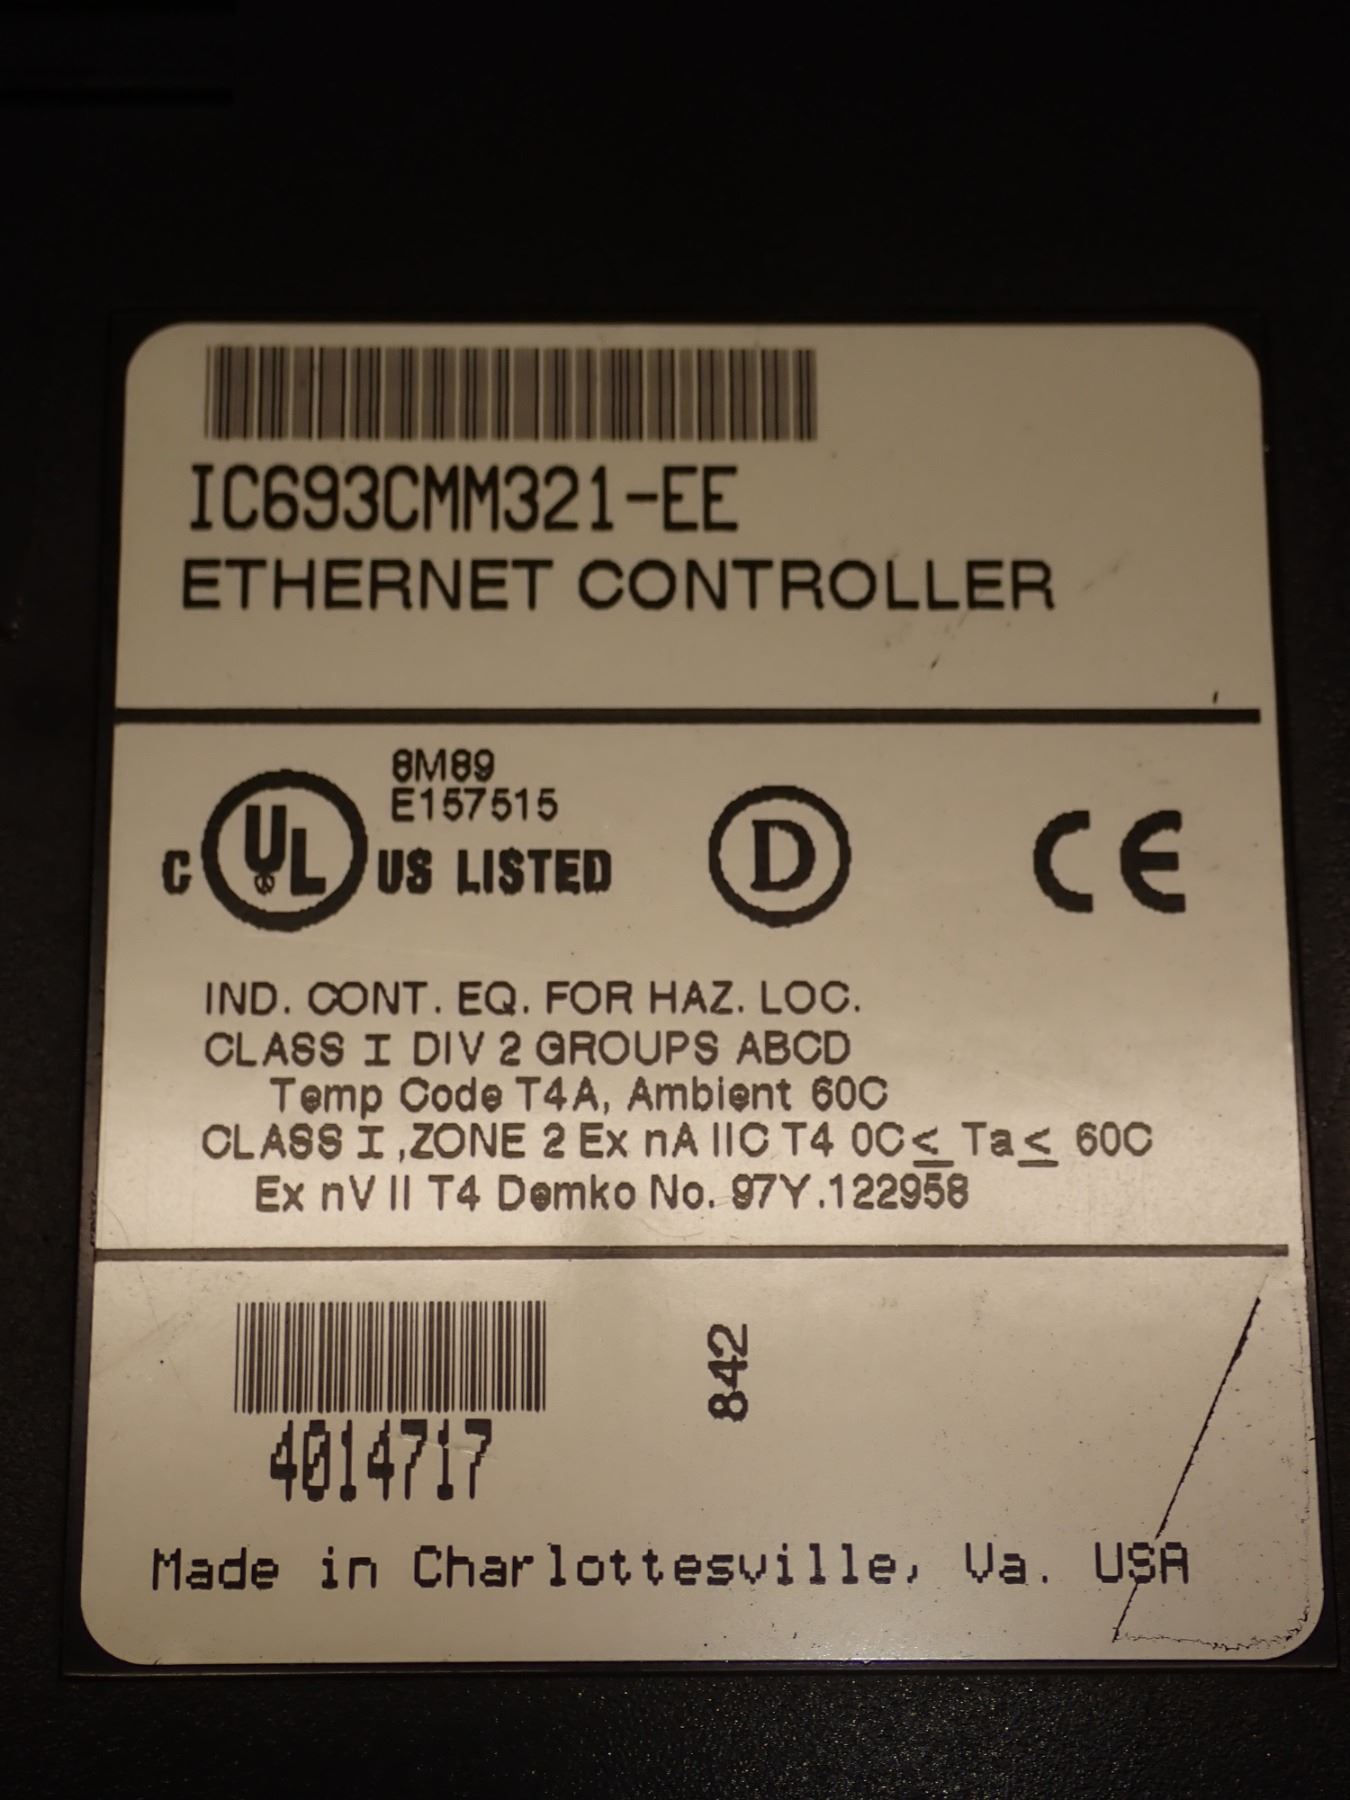 IC693CMM321-EE
ETHERNET CONTROLLER
8M89
E157515
C UL US LISTED
D
CE
IND. CONT. EQ. FOR HAZ. LOC.
CLASS I DIV 2 GROUPS ABCD
Temp Code T4A, Ambient 60C
CLASS I ,ZONE 2 Ex nA IIC T4 0C≤ Ta≤ 60C
Ex nV II T4 Demko No. 97Y.122958
842
4014717
Made in Charlottesville, Va. USA